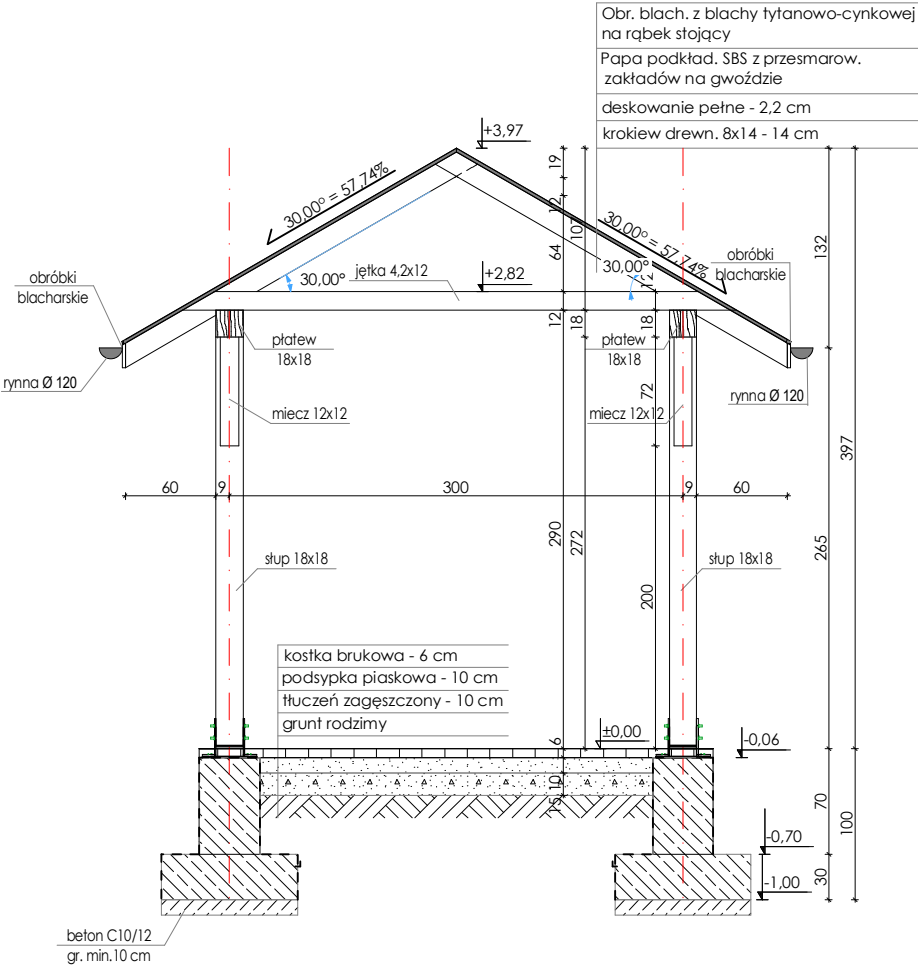 Obr. blach. z blachy tytanowo-cynkowej
na rąbek stojący
Papa podkład. SBS z przesmarow.
zakładów na gwoździe
deskowanie pełne - 2,2 cm
krokiew drewn. 8x14 - 14 cm
+3,97
19
12
107
64
132
30,00° = 57,74%
30,00° = 57,74%
obróbki
blacharskie
obróbki
blacharskie
30,00°
jętka 4,2x12
+2,82
30,00°
12
12
18
18
płatew
18x18
płatew
18x18
rynna Ø 120
rynna Ø 120
miecz 12x12
miecz 12x12
72
397
60
9
300
9
60
290
272
265
słup 18x18
słup 18x18
200
kostka brukowa - 6 cm
podsypka piaskowa - 10 cm
tłuczeń zagęszczony - 10 cm
grunt rodzimy
6
±0,00
-0,06
10
15
70
100
-0,70
30
-1,00
beton C10/12
gr. min.10 cm